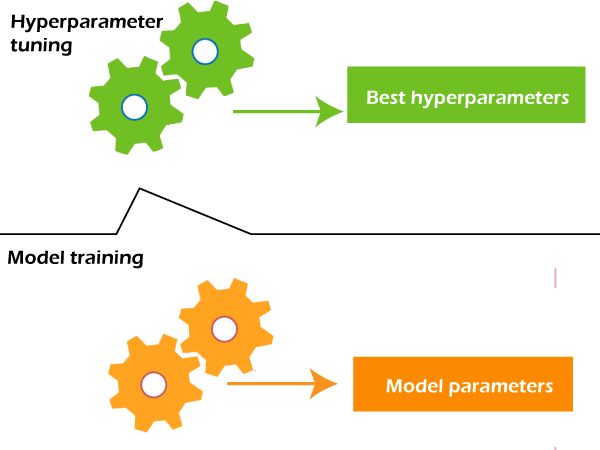 Hyperparameter
tuning
Best hyperparameters
Model training
Model parameters